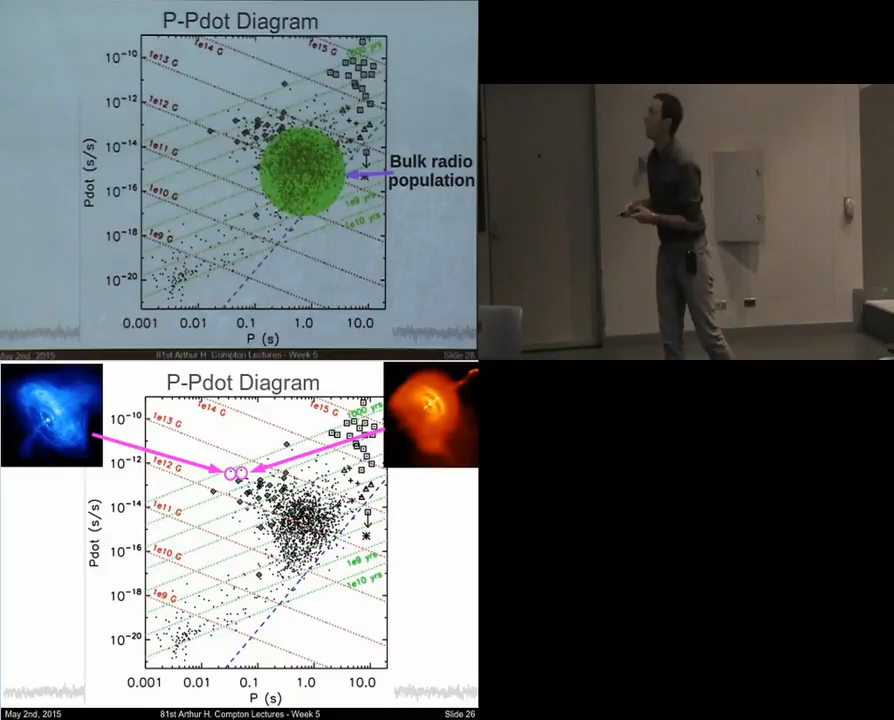 P-Pdot Diagram
1e14 G
1e15 G
1000 yrs
1e13 G
10⁻¹⁰
1e12 G
10⁻¹²
1e11 G
10⁻¹⁴
Bulk radio
population
Pdot (s/s)
1e10 G
10⁻¹⁶
1e9 yrs
1e10 yrs
1e9 G
10⁻¹⁸
10⁻²⁰
0.001 0.01 0.1 1.0 10.0
P (s)
May 2nd, 2015 81st Arthur H. Compton Lectures - Week 5
P-Pdot Diagram
1e14 G
1e15 G
1000 yrs
1e13 G
10⁻¹⁰
1e12 G
10⁻¹²
1e11 G
10⁻¹⁴
Pdot (s/s)
1e10 G
10⁻¹⁶
1e9 yrs
1e10 yrs
1e9 G
10⁻¹⁸
10⁻²⁰
0.001 0.01 0.1 1.0 10.0
P (s)
May 2nd, 2015 81st Arthur H. Compton Lectures - Week 5 Slide 26